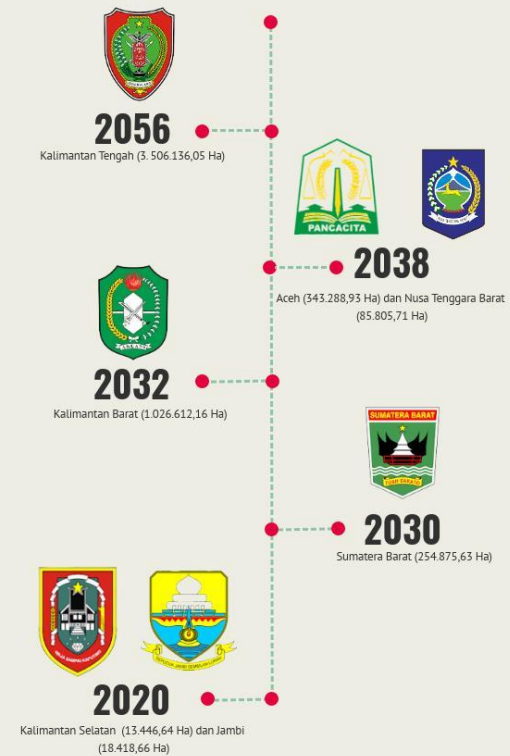 2056
Kalimantan Tengah (3. 506.136,05 Ha)
PANCACITA
2038
Aceh (343.288,93 Ha) dan Nusa Tenggara Barat
(85.805,71 Ha)
2032
Kalimantan Barat (1.026.612,16 Ha)
SUMATERA BARAT
2030
Sumatera Barat (254.875,63 Ha)
2020
Kalimantan Selatan (13.446,64 Ha) dan Jambi
(18.418,66 Ha)